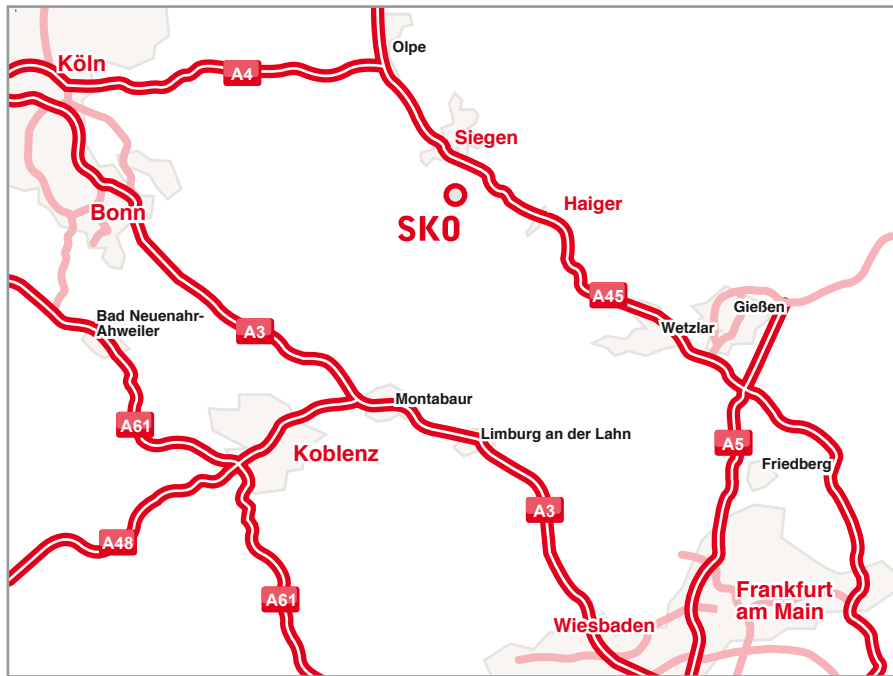 Olpe
Köln
A4
Siegen
Haiger
SKO
Bonn
A45
Gießen
Bad Neuenahr-
Ahweiler
A3
Wetzlar
Montabaur
A61
Limburg an der Lahn
Koblenz
A5
Friedberg
A3
A48
A61
Frankfurt
am Main
Wiesbaden